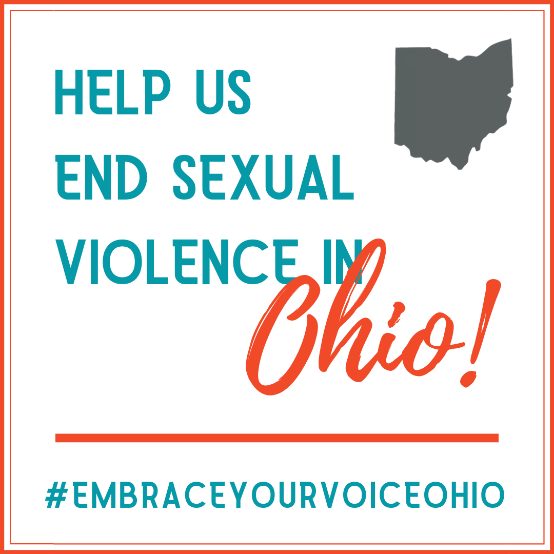 HELP US
END SEXUAL
VIOLENCE IN
Ohio!
#EMBRACEYOURVOICEOHIO